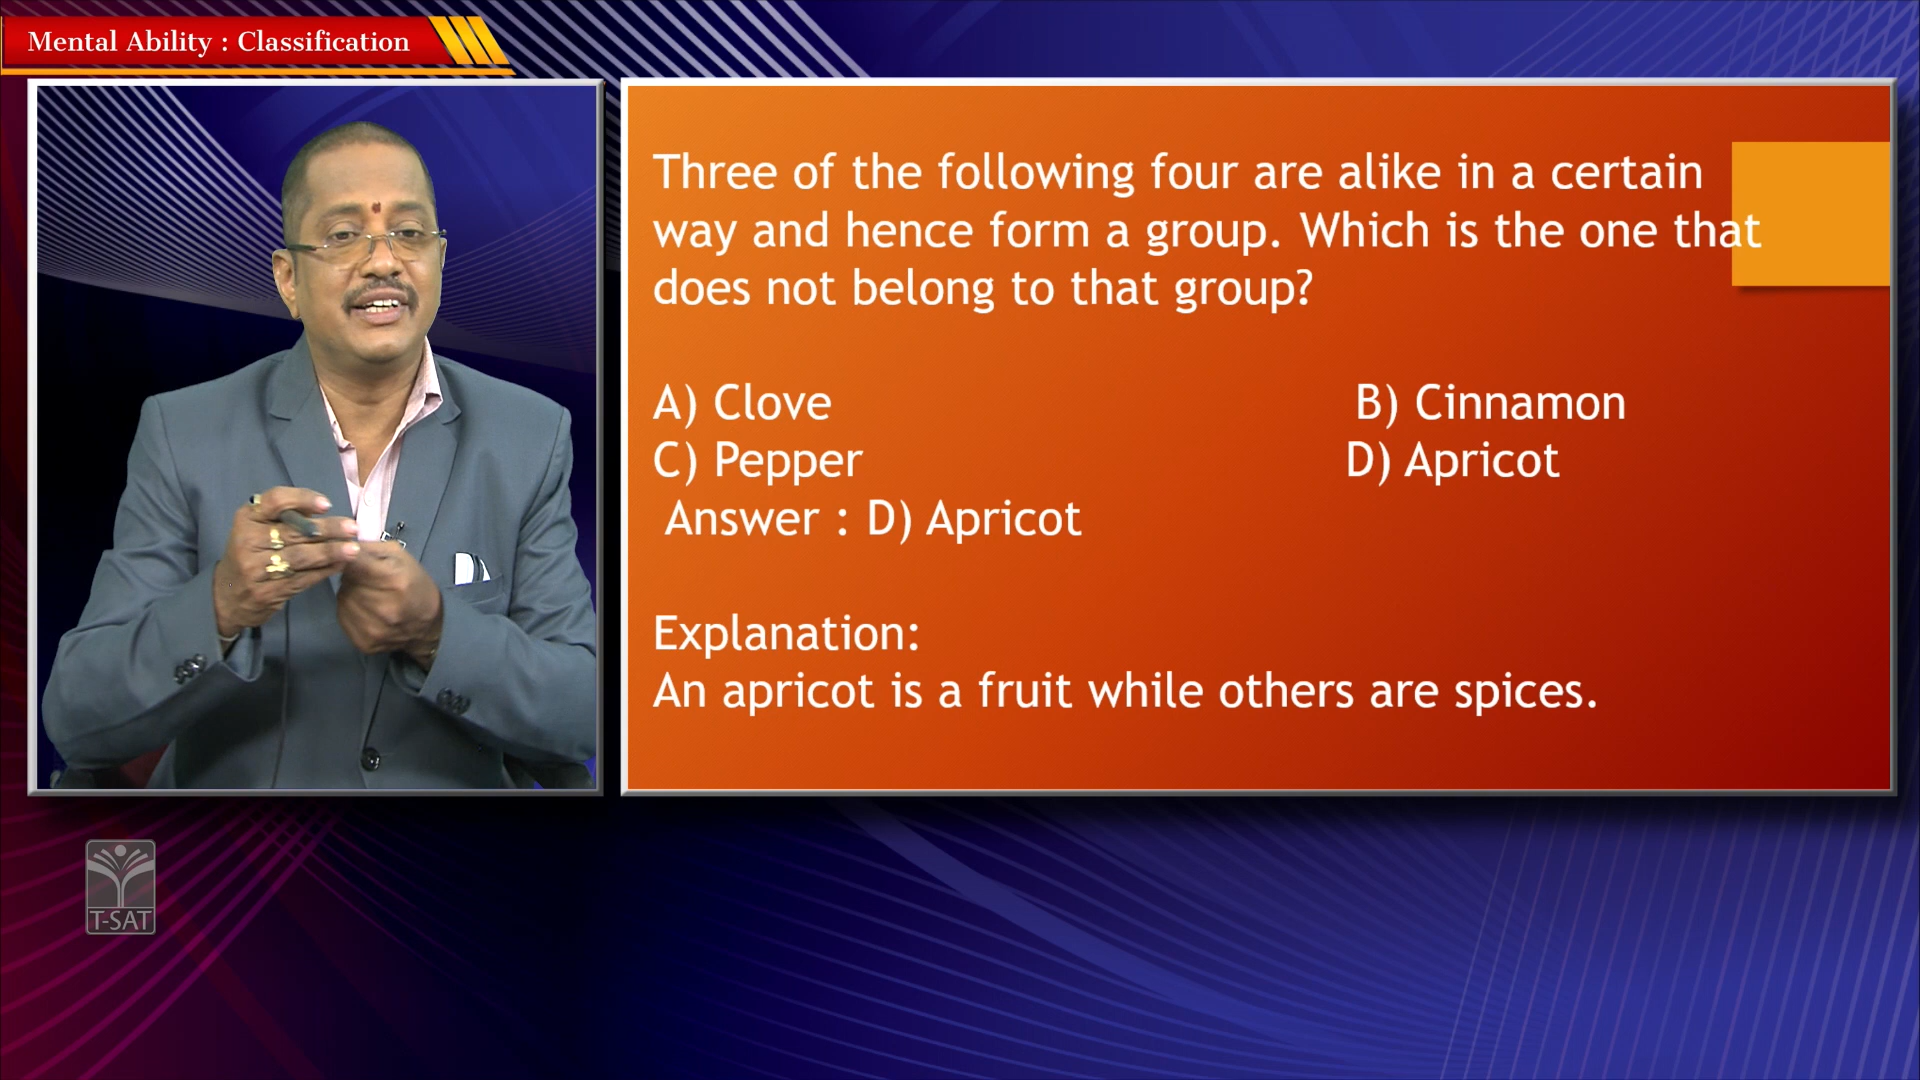 Mental Ability : Classification
Three of the following four are alike in a certain
way and hence form a group. Which is the one that
does not belong to that group?
A) Clove B) Cinnamon
C) Pepper D) Apricot
Answer : D) Apricot
Explanation:
An apricot is a fruit while others are spices.
T-SAT